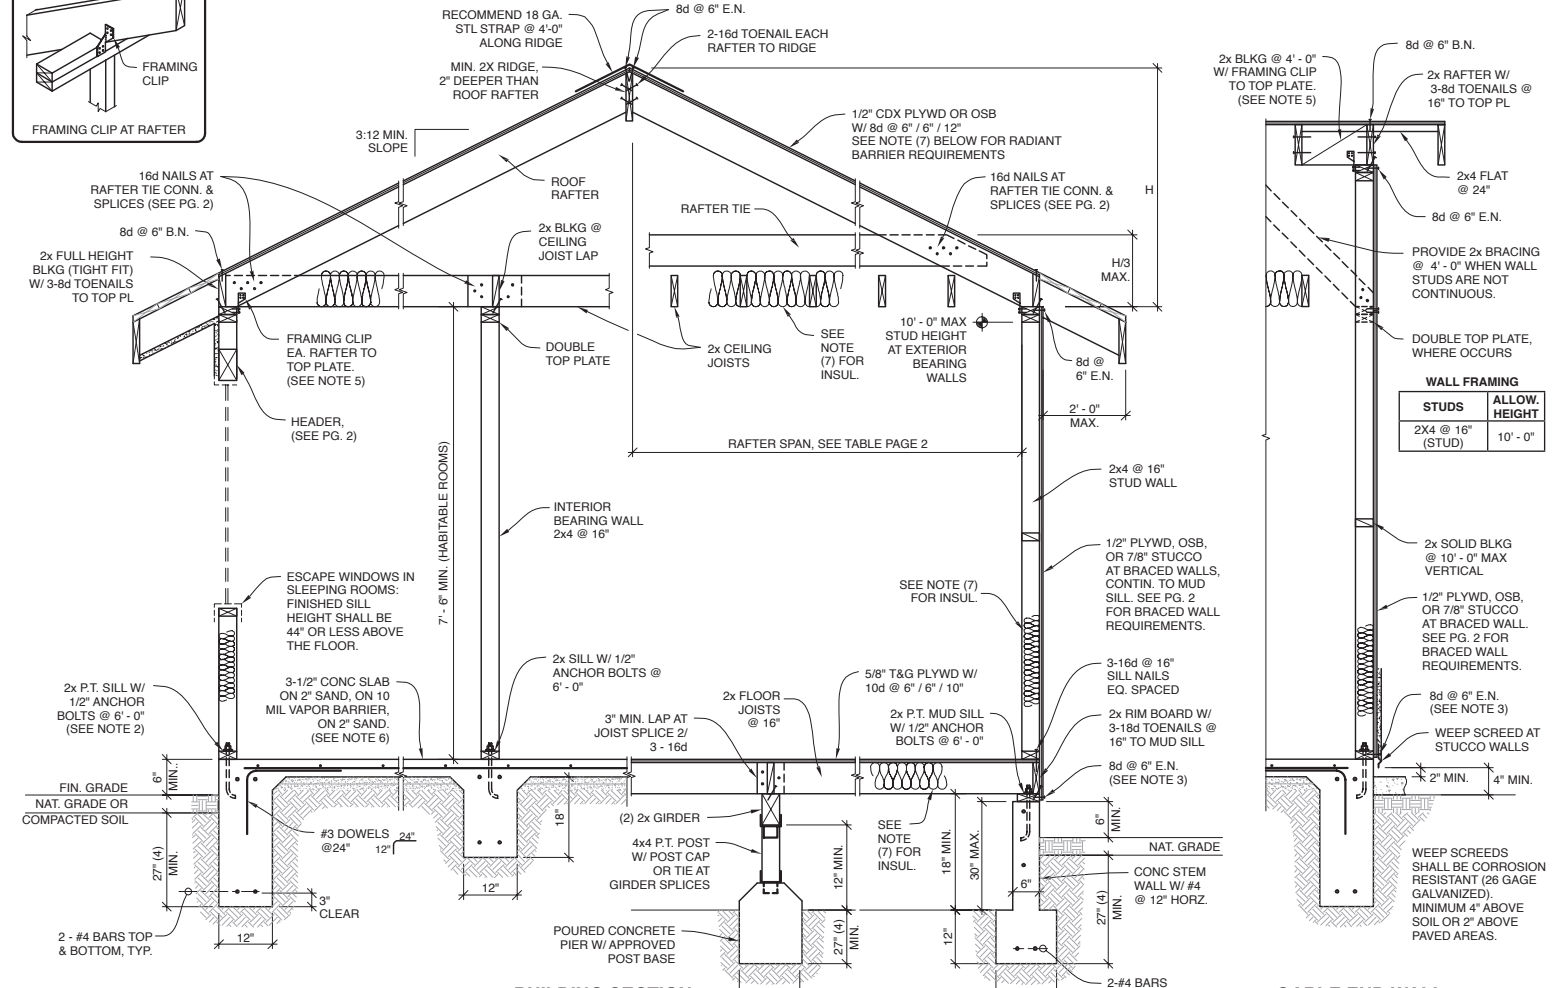 FRAMING
CLIP
FRAMING CLIP AT RAFTER
RECOMMEND 18 GA.
STL STRAP @ 4'-0"
ALONG RIDGE
8d @ 6" E.N.
2-16d TOENAIL EACH
RAFTER TO RIDGE
MIN. 2X RIDGE,
2" DEEPER THAN
ROOF RAFTER
3:12 MIN.
SLOPE
1/2" CDX PLYWD OR OSB
W/ 8d @ 6" / 6" / 12"
SEE NOTE (7) BELOW FOR RADIANT
BARRIER REQUIREMENTS
16d NAILS AT
RAFTER TIE CONN. &
SPLICES (SEE PG. 2)
ROOF
RAFTER
RAFTER TIE
16d NAILS AT
RAFTER TIE CONN. &
SPLICES (SEE PG. 2)
H
H/3
MAX.
8d @ 6" B.N.
2x FULL HEIGHT
BLKG (TIGHT FIT)
W/ 3-8d TOENAILS
TO TOP PL
2x BLKG @
CEILING
JOIST LAP
FRAMING CLIP
EA. RAFTER TO
TOP PLATE.
(SEE NOTE 5)
DOUBLE
TOP PLATE
2x CEILING
JOISTS
SEE
NOTE
(7) FOR
INSUL.
10' - 0" MAX
STUD HEIGHT
AT EXTERIOR
BEARING
WALLS
8d @
6" E.N.
2' - 0"
MAX.
HEADER,
(SEE PG. 2)
RAFTER SPAN, SEE TABLE PAGE 2
7' - 6" MIN. (HABITABLE ROOMS)
2x4 @ 16"
STUD WALL
INTERIOR
BEARING WALL
2x4 @ 16"
ESCAPE WINDOWS IN
SLEEPING ROOMS:
FINISHED SILL
HEIGHT SHALL BE
44" OR LESS ABOVE
THE FLOOR.
SEE NOTE (7)
FOR INSUL.
1/2" PLYWD, OSB,
OR 7/8" STUCCO
AT BRACED WALLS,
CONTIN. TO MUD
SILL. SEE PG. 2
FOR BRACED WALL
REQUIREMENTS.
2x P.T. SILL W/
1/2" ANCHOR
BOLTS @ 6' - 0"
(SEE NOTE 2)
3-1/2" CONC SLAB
ON 2" SAND, ON 10
MIL VAPOR BARRIER,
ON 2" SAND.
(SEE NOTE 6)
2x SILL W/ 1/2"
ANCHOR BOLTS @
6' - 0"
3" MIN. LAP AT
JOIST SPLICE 2/
3 - 16d
2x FLOOR
JOISTS
@ 16"
5/8" T&G PLYWD W/
10d @ 6" / 6" / 10"
2x P.T. MUD SILL
W/ 1/2" ANCHOR
BOLTS @ 6' - 0"
3-16d @ 16"
SILL NAILS
EQ. SPACED
2x RIM BOARD W/
3-18d TOENAILS @
16" TO MUD SILL
8d @ 6" E.N.
(SEE NOTE 3)
6"
MIN..
FIN. GRADE
NAT. GRADE OR
COMPACTED SOIL
27" (4)
MIN.
#3 DOWELS
@24"
24"
12"
3"
CLEAR
2 - #4 BARS TOP
& BOTTOM, TYP.
12"
18"
12"
(2) 2x GIRDER
4x4 P.T. POST
W/ POST CAP
OR TIE AT
GIRDER SPLICES
POURED CONCRETE
PIER W/ APPROVED
POST BASE
12" MIN.
27" (4)
MIN.
SEE
NOTE
(7) FOR
INSUL.
18" MIN.
30" MAX.
12"
6"
6"
MIN.
NAT. GRADE
CONC STEM
WALL W/ #4
@ 12" HORZ.
27" (4)
MIN.
2-#4 BARS
2x BLKG @ 4' - 0"
W/ FRAMING CLIP
TO TOP PLATE.
(SEE NOTE 5)
8d @ 6" B.N.
2x RAFTER W/
3-8d TOENAILS @
16" TO TOP PL
2x4 FLAT
@ 24"
8d @ 6" E.N.
PROVIDE 2x BRACING
@ 4' - 0" WHEN WALL
STUDS ARE NOT
CONTINUOUS.
DOUBLE TOP PLATE,
WHERE OCCURS
WALL FRAMING
STUDS ALLOW. HEIGHT
2X4 @ 16" (STUD) 10' - 0"
2x SOLID BLKG
@ 10' - 0" MAX
VERTICAL
1/2" PLYWD, OSB,
OR 7/8" STUCCO
AT BRACED WALL.
SEE PG. 2 FOR
BRACED WALL
REQUIREMENTS.
8d @ 6" E.N.
(SEE NOTE 3)
WEEP SCREED AT
STUCCO WALLS
2" MIN.
4" MIN.
WEEP SCREEDS
SHALL BE CORROSION
RESISTANT (26 GAGE
GALVANIZED).
MINIMUM 4" ABOVE
SOIL OR 2" ABOVE
PAVED AREAS.